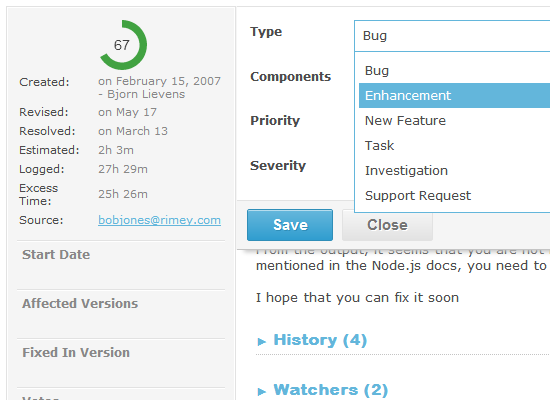 67
Created: on February 15, 2007
- Bjorn Lievens
Revised: on May 17
Resolved: on March 13
Estimated: 2h 3m
Logged: 27h 29m
Excess Time: 25h 26m
Source: bobjones@rimev.com
Start Date
Affected Versions
Fixed In Version
Votes
Type
Bug
Bug
Enhancement
New Feature
Task
Investigation
Support Request
Components
Priority
Severity
Save
Close
From the output, it seems that you are not
mentioned in the Node.js docs, you need to
I hope that you can fix it soon
► History (4)
► Watchers (2)